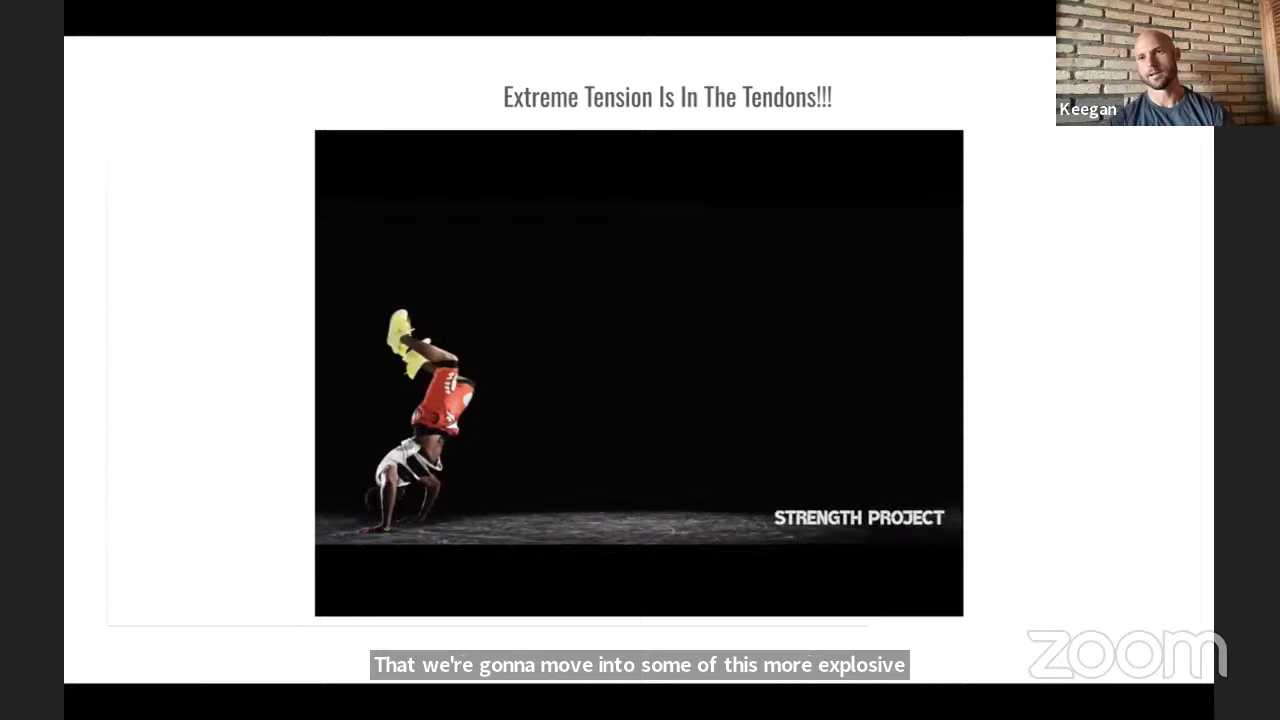 Extreme Tension Is In The Tendons!!!
Keegan
STRENGTH PROJECT
That we're gonna move into some of this more explosive
zoom